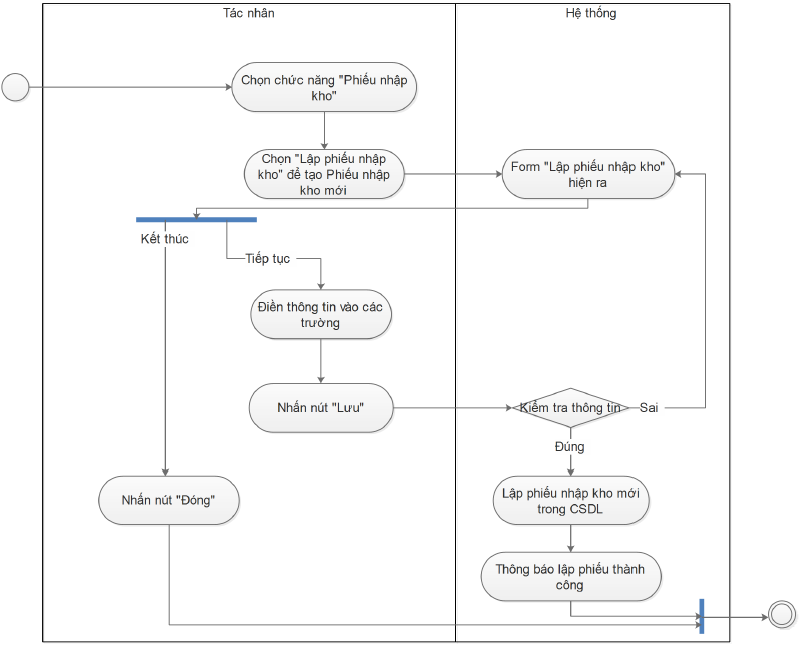 Tác nhân
Hệ thống
Chọn chức năng "Phiếu nhập
kho"
Chọn "Lập phiếu nhập
kho" để tạo Phiếu nhập
kho mới
Form "Lập phiếu nhập kho"
hiện ra
Kết thúc
Tiếp tục
Điền thông tin vào các
trường
Nhấn nút "Lưu"
Kiểm tra thông tin
Sai
Đúng
Nhấn nút "Đóng"
Lập phiếu nhập kho mới
trong CSDL
Thông báo lập phiếu thành
công